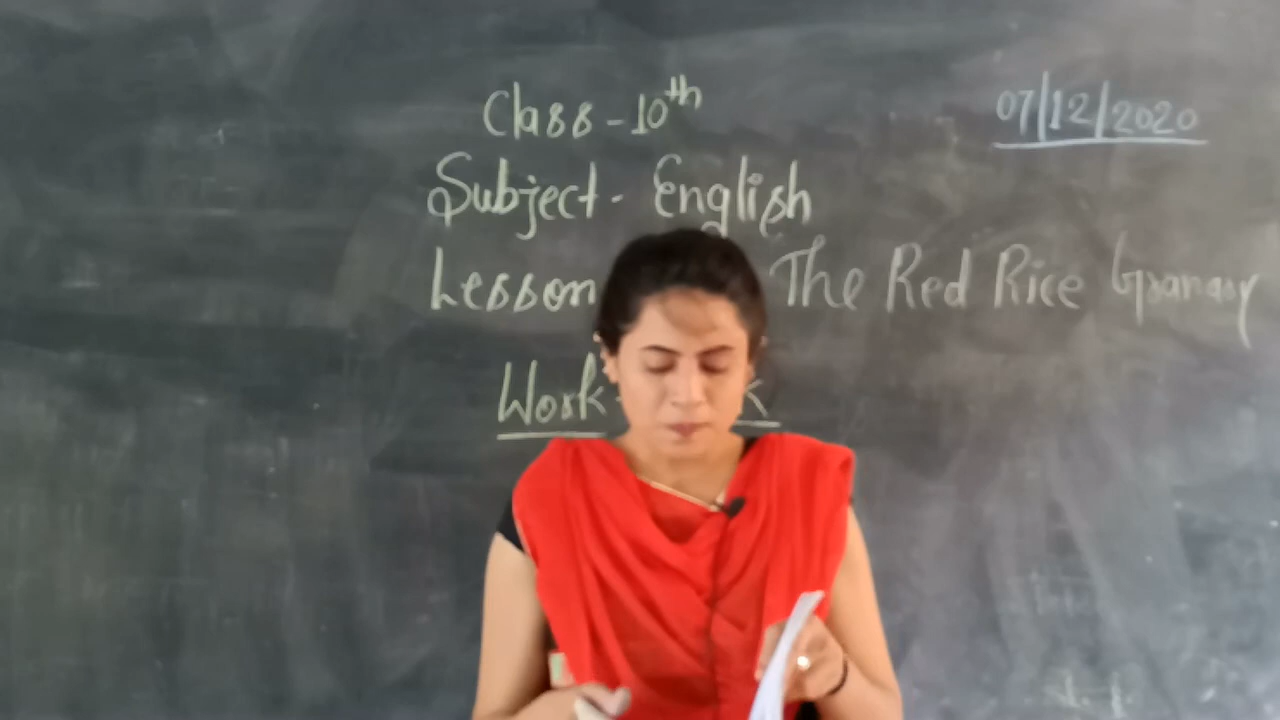 Class - 10th
07/12/2020
Subject - English
Lesson The Red Rice Granary
Work